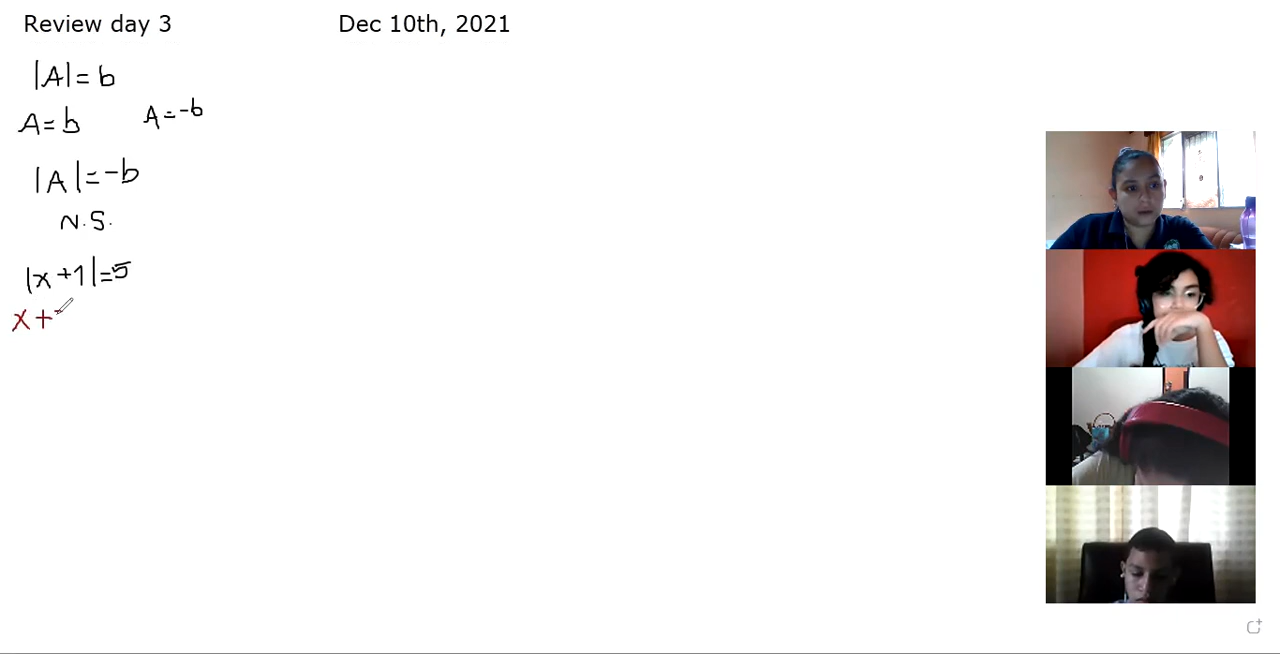 Review day 3 Dec 10th, 2021
|A|= b
A= b A= -b
|A|= -b
N.S.
|x+1|=5
x+